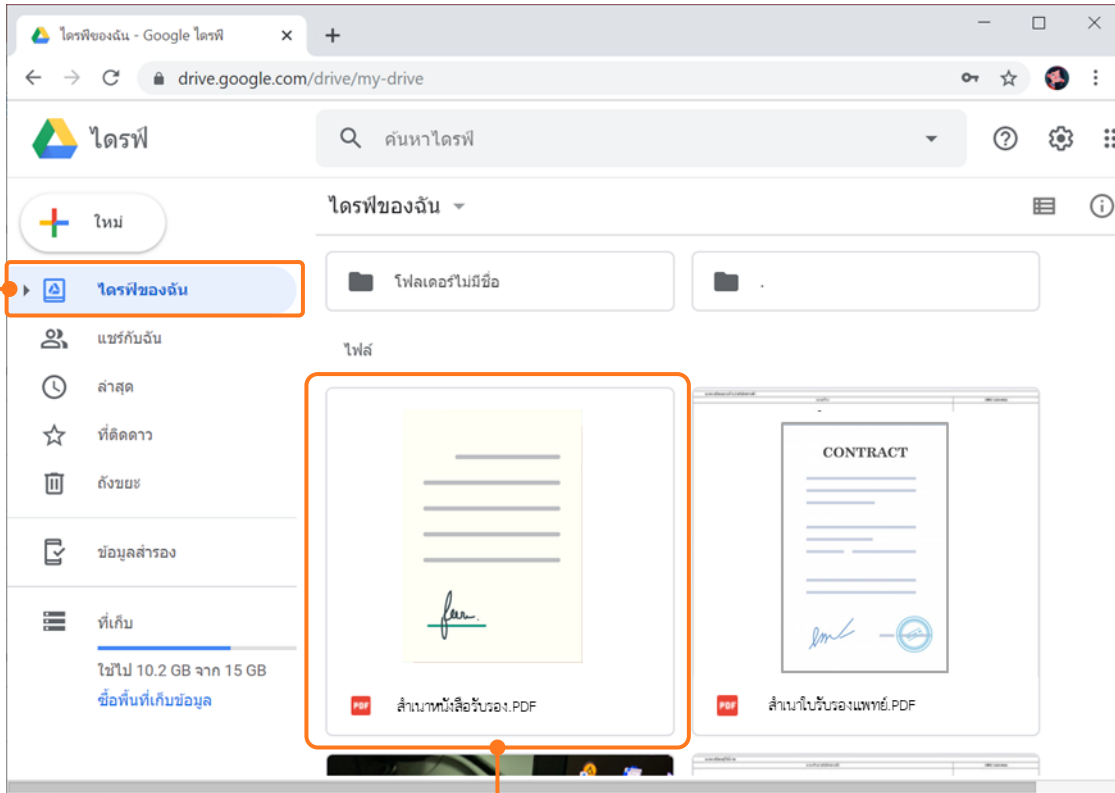 ไดรฟ์ของฉัน - Google ไดรฟ์
drive.google.com/drive/my-drive
ไดรฟ์
ค้นหาไดรฟ์
ใหม่
ไดรฟ์ของฉัน
ไดรฟ์ของฉัน
แชร์กับฉัน
ล่าสุด
ที่ติดดาว
ถังขยะ
ข้อมูลสำรอง
ที่เก็บ
ใช้ไป 10.2 GB จาก 15 GB
ซื้อพื้นที่เก็บข้อมูล
โฟลเดอร์ไม่มีชื่อ
.
ไฟล์
CONTRACT
PDF สำเนาหนังสือรับรอง.PDF
PDF สำเนาใบรับรองแพทย์.PDF